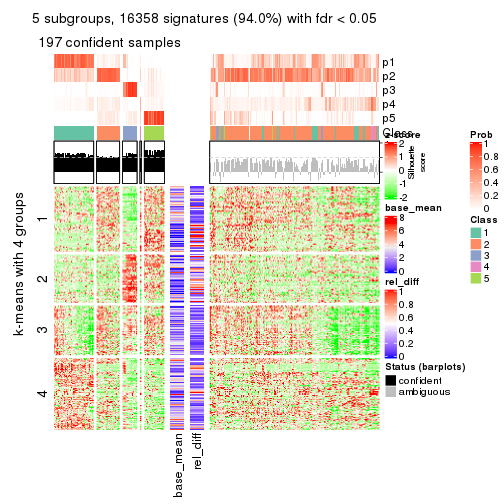 5 subgroups, 16358 signatures (94.0%) with fdr < 0.05
197 confident samples
p1
p2
p3
p4
p5
Class
Silhouette
score
1
2
3
4
k-means with 4 groups
base_mean
rel_diff
z-score
2
1
0
-1
-2
base_mean
8
6
4
2
0
rel_diff
1
0.8
0.6
0.4
0.2
0
Status (barplots)
confident
ambiguous
Prob
1
0.8
0.6
0.4
0.2
0
Class
1
2
3
4
5